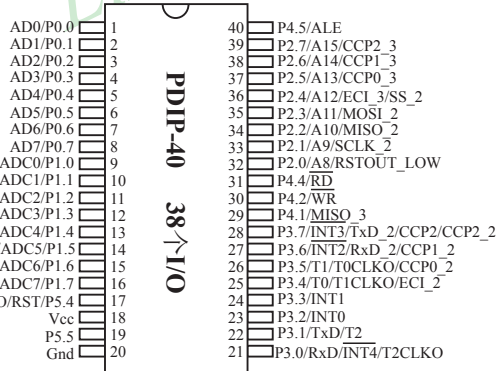 AD0/P0.0 1
AD1/P0.1 2
AD2/P0.2 3
AD3/P0.3 4
AD4/P0.4 5
AD5/P0.5 6
AD6/P0.6 7
AD7/P0.7 8
ADC0/P1.0 9
ADC1/P1.1 10
ADC2/P1.2 11
ADC3/P1.3 12
ADC4/P1.4 13
ADC5/P1.5 14
ADC6/P1.6 15
ADC7/P1.7 16
/RST/P5.4 17
Vcc 18
P5.5 19
Gnd 20
PDIP-40 38个I/O
40 P4.5/ALE
39 P2.7/A15/CCP2_3
38 P2.6/A14/CCP1_3
37 P2.5/A13/CCP0_3
36 P2.4/A12/ECI_3/SS_2
35 P2.3/A11/MOSI_2
34 P2.2/A10/MISO_2
33 P2.1/A9/SCLK_2
32 P2.0/A8/RSTOUT_LOW
31 P4.4/RD
30 P4.2/WR
29 P4.1/MISO_3
28 P3.7/INT3/TxD_2/CCP2/CCP2_2
27 P3.6/INT2/RxD_2/CCP1_2
26 P3.5/T1/T0CLKO/CCP0_2
25 P3.4/T0/T1CLKO/ECI_2
24 P3.3/INT1
23 P3.2/INT0
22 P3.1/TxD/T2
21 P3.0/RxD/INT4/T2CLKO